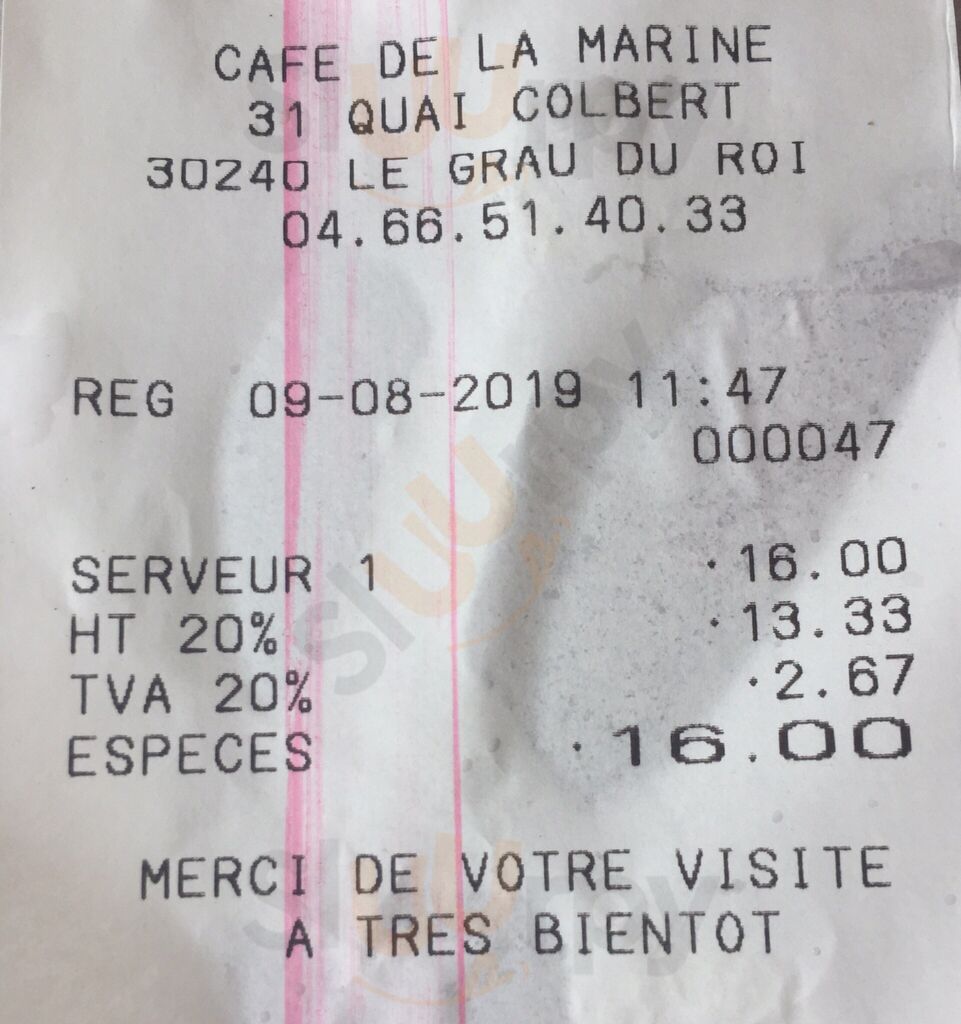 CAFE DE LA MARINE
31 QUAI COLBERT
30240 LE GRAU DU ROI
04.66.51.40.33
REG 09-08-2019 11:47
000047
SERVEUR 1 ·16.00
HT 20% ·13.33
TVA 20% ·2.67
ESPECES ·16.00
MERCI DE VOTRE VISITE
A TRES BIENTOT